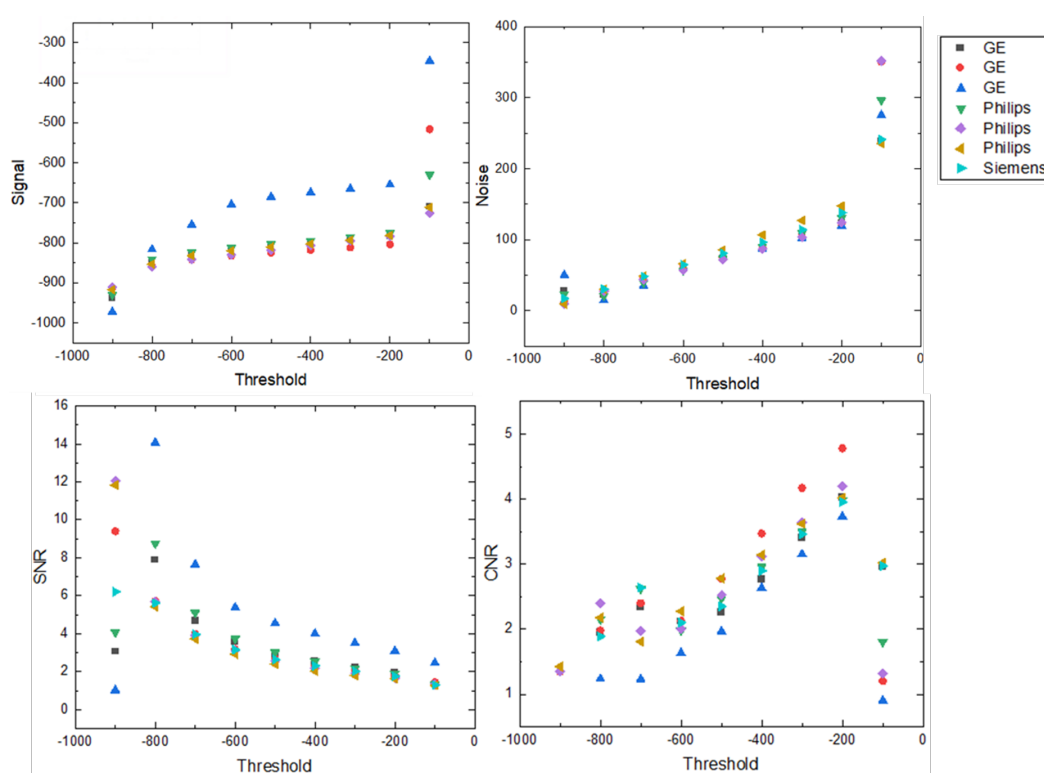 -300
-400
-500
-600
-700
-800
-900
-1000
Signal
-1000 -800 -600 -400 -200 0
Threshold
400
300
200
100
0
Noise
-1000 -800 -600 -400 -200 0
Threshold
GE
GE
GE
Philips
Philips
Philips
Siemens
16
14
12
10
8
6
4
2
0
SNR
-1000 -800 -600 -400 -200 0
Threshold
5
4
3
2
1
CNR
-1000 -800 -600 -400 -200 0
Threshold